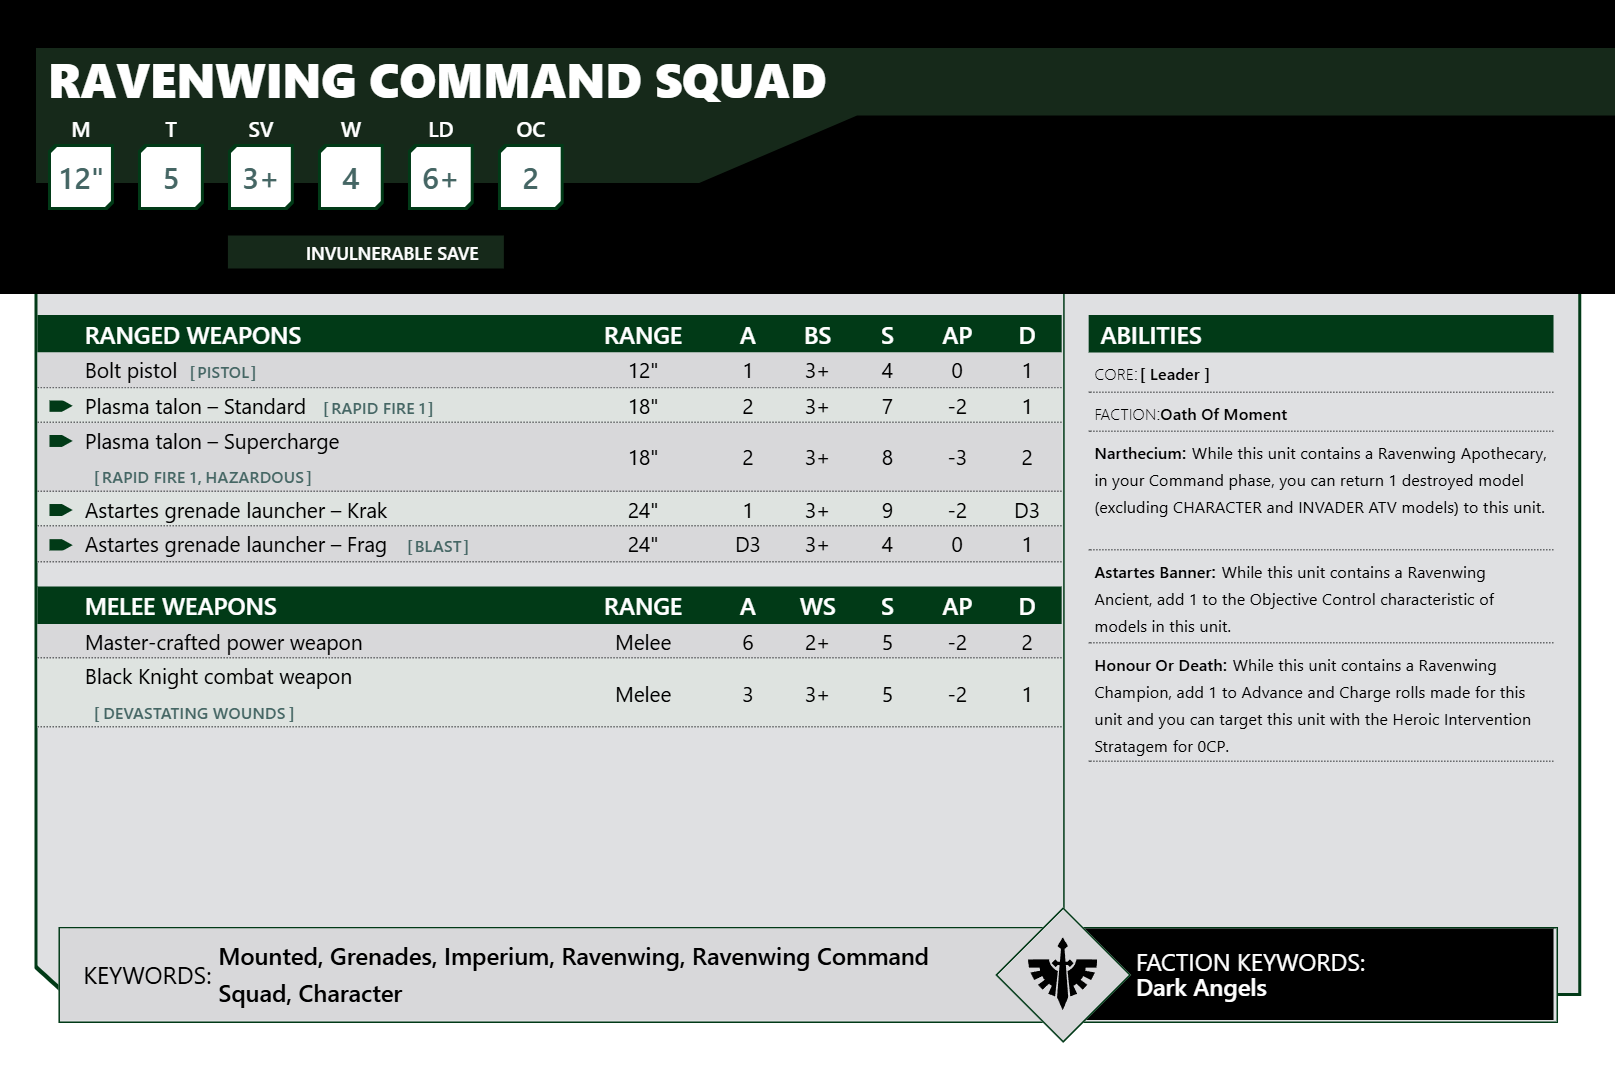 RAVENWING COMMAND SQUAD
M T SV W LD OC
12" 5 3+ 4 6+ 2
INVULNERABLE SAVE
RANGED WEAPONS RANGE A BS S AP D
Bolt pistol [PISTOL] 12" 1 3+ 4 0 1
Plasma talon – Standard [RAPID FIRE 1] 18" 2 3+ 7 -2 1
Plasma talon – Supercharge
[RAPID FIRE 1, HAZARDOUS] 18" 2 3+ 8 -3 2
Astartes grenade launcher – Krak 24" 1 3+ 9 -2 D3
Astartes grenade launcher – Frag [BLAST] 24" D3 3+ 4 0 1
MELEE WEAPONS RANGE A WS S AP D
Master-crafted power weapon Melee 6 2+ 5 -2 2
Black Knight combat weapon
[DEVASTATING WOUNDS] Melee 3 3+ 5 -2 1
ABILITIES
CORE: [ Leader ]
FACTION:Oath Of Moment
Narthecium: While this unit contains a Ravenwing Apothecary,
in your Command phase, you can return 1 destroyed model
(excluding CHARACTER and INVADER ATV models) to this unit.
Astartes Banner: While this unit contains a Ravenwing
Ancient, add 1 to the Objective Control characteristic of
models in this unit.
Honour Or Death: While this unit contains a Ravenwing
Champion, add 1 to Advance and Charge rolls made for this
unit and you can target this unit with the Heroic Intervention
Stratagem for 0CP.
KEYWORDS: Mounted, Grenades, Imperium, Ravenwing, Ravenwing Command
Squad, Character
FACTION KEYWORDS:
Dark Angels